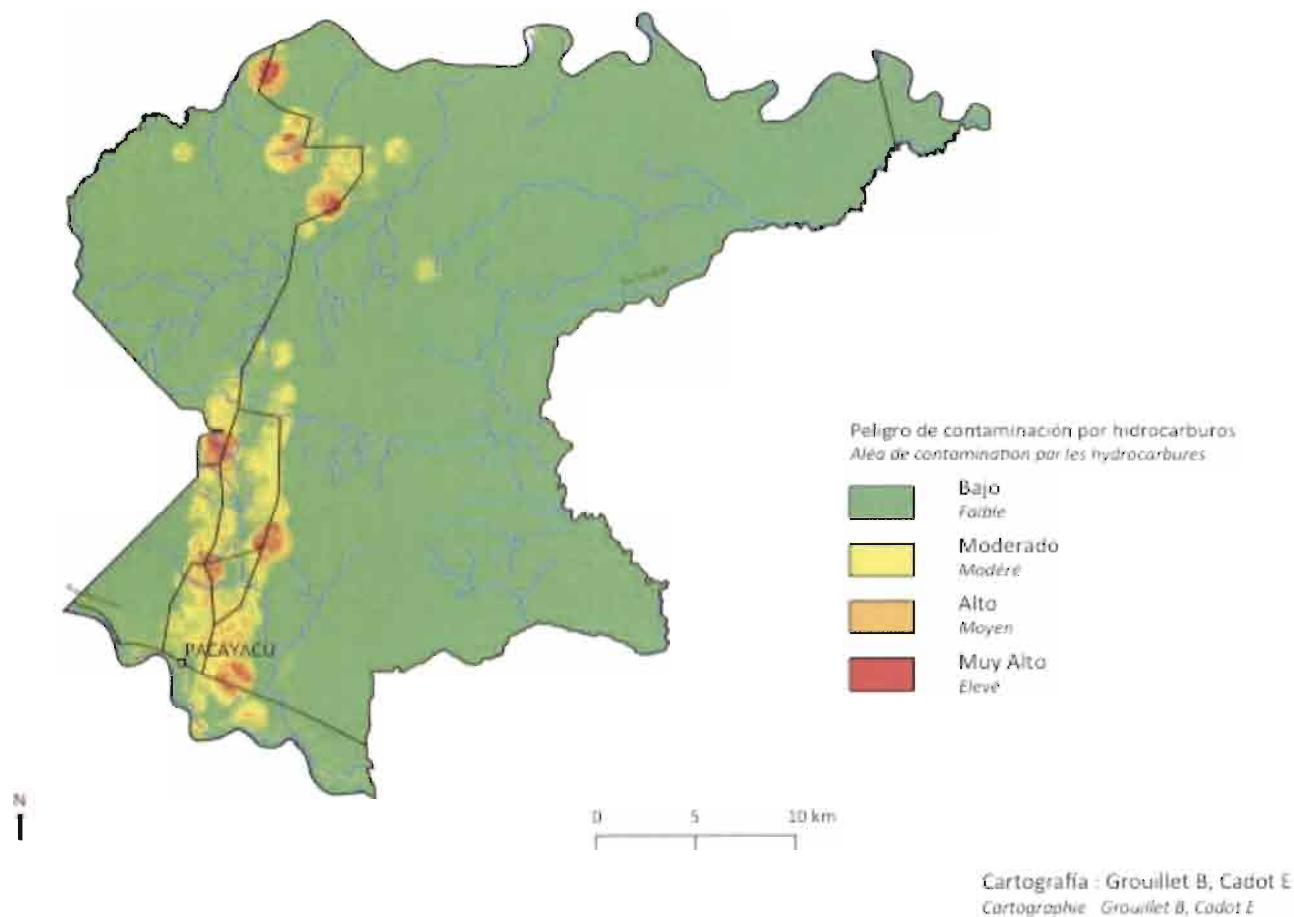 PACAYACU
Peligro de contaminación por hidrocarburos
Aléa de contamination par les hydrocarbures
Bajo
Faible
Moderado
Modéré
Alto
Moyen
Muy Alto
Elevé
N
0 5 10 km
Cartografía : Grouillet B, Cadot E
Cartographie Grouillet B, Cadot E